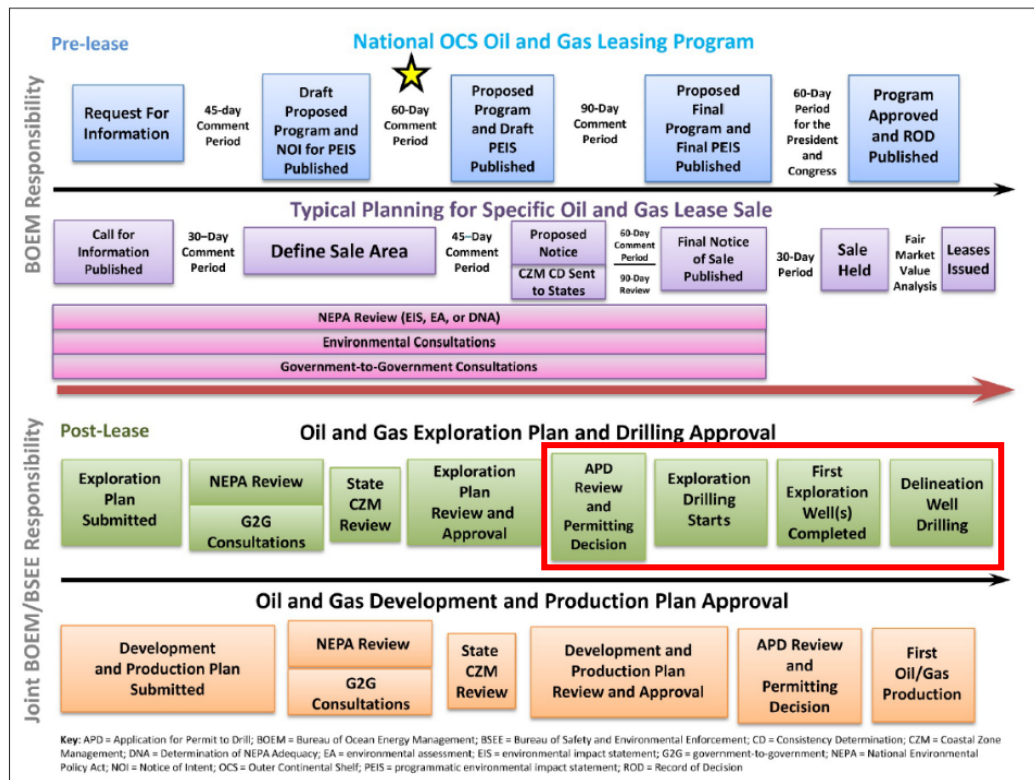 Pre-lease
National OCS Oil and Gas Leasing Program
BOEM Responsibility
Request For
Information
45-day
Comment
Period
Draft
Proposed
Program and
NOI for PEIS
Published
60-Day
Comment
Period
Proposed
Program
and Draft
PEIS
Published
90-Day
Comment
Period
Proposed
Final
Program and
Final PEIS
Published
60-Day
Period
for the
President
and
Congress
Program
Approved
and ROD
Published
Typical Planning for Specific Oil and Gas Lease Sale
Call for
Information
Published
30–Day
Comment
Period
Define Sale Area
45–Day
Comment
Period
Proposed
Notice
CZM CD Sent
to States
60-Day
Comment
Period
90-Day
Review
Final Notice
of Sale
Published
30-Day
Period
Sale
Held
Fair
Market
Value
Analysis
Leases
Issued
NEPA Review (EIS, EA, or DNA)
Environmental Consultations
Government-to-Government Consultations
Joint BOEM/BSEE Responsibility
Post-Lease
Oil and Gas Exploration Plan and Drilling Approval
Exploration
Plan
Submitted
NEPA Review
G2G
Consultations
State
CZM
Review
Exploration
Plan
Review and
Approval
APD
Review
and
Permitting
Decision
Exploration
Drilling
Starts
First
Exploration
Well(s)
Completed
Delineation
Well
Drilling
Oil and Gas Development and Production Plan Approval
Development
and Production Plan
Submitted
NEPA Review
G2G
Consultations
State
CZM
Review
Development and
Production Plan
Review and Approval
APD Review
and
Permitting
Decision
First
Oil/Gas
Production
Key: APD = Application for Permit to Drill; BOEM = Bureau of Ocean Energy Management; BSEE = Bureau of Safety and Environmental Enforcement; CD = Consistency Determination; CZM = Coastal Zone
Management; DNA = Determination of NEPA Adequacy; EA = environmental assessment; EIS = environmental impact statement; G2G = government-to-government; NEPA = National Environmental
Policy Act; NOI = Notice of Intent; OCS = Outer Continental Shelf; PEIS = programmatic environmental impact statement; ROD = Record of Decision